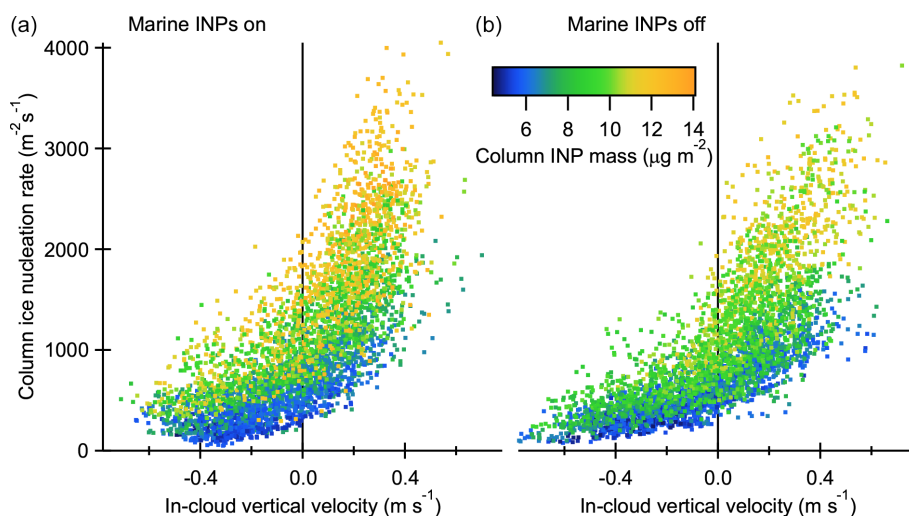 (a) Marine INPs on
(b) Marine INPs off
4000
3000
2000
1000
0
Column ice nudeation rate (m⁻² s⁻¹)
-0.4 0.0 0.4
In-cloud vertical velocity (m s⁻¹)
6 8 10 12 14
Column INP mass (μg m⁻²)
-0.4 0.0 0.4
In-cloud vertical velocity (m s⁻¹)